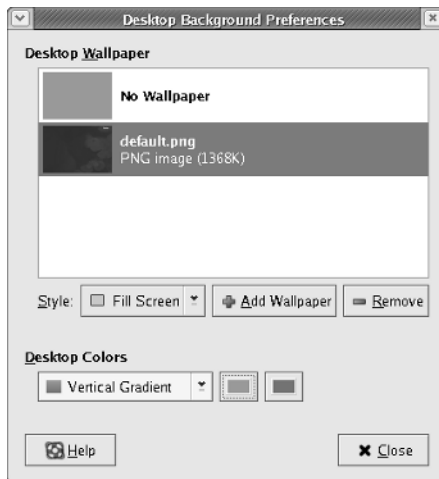 Desktop Background Preferences
Desktop Wallpaper
No Wallpaper
default.png
PNG image (1368K)
Style: Fill Screen Add Wallpaper Remove
Desktop Colors
Vertical Gradient
Help Close